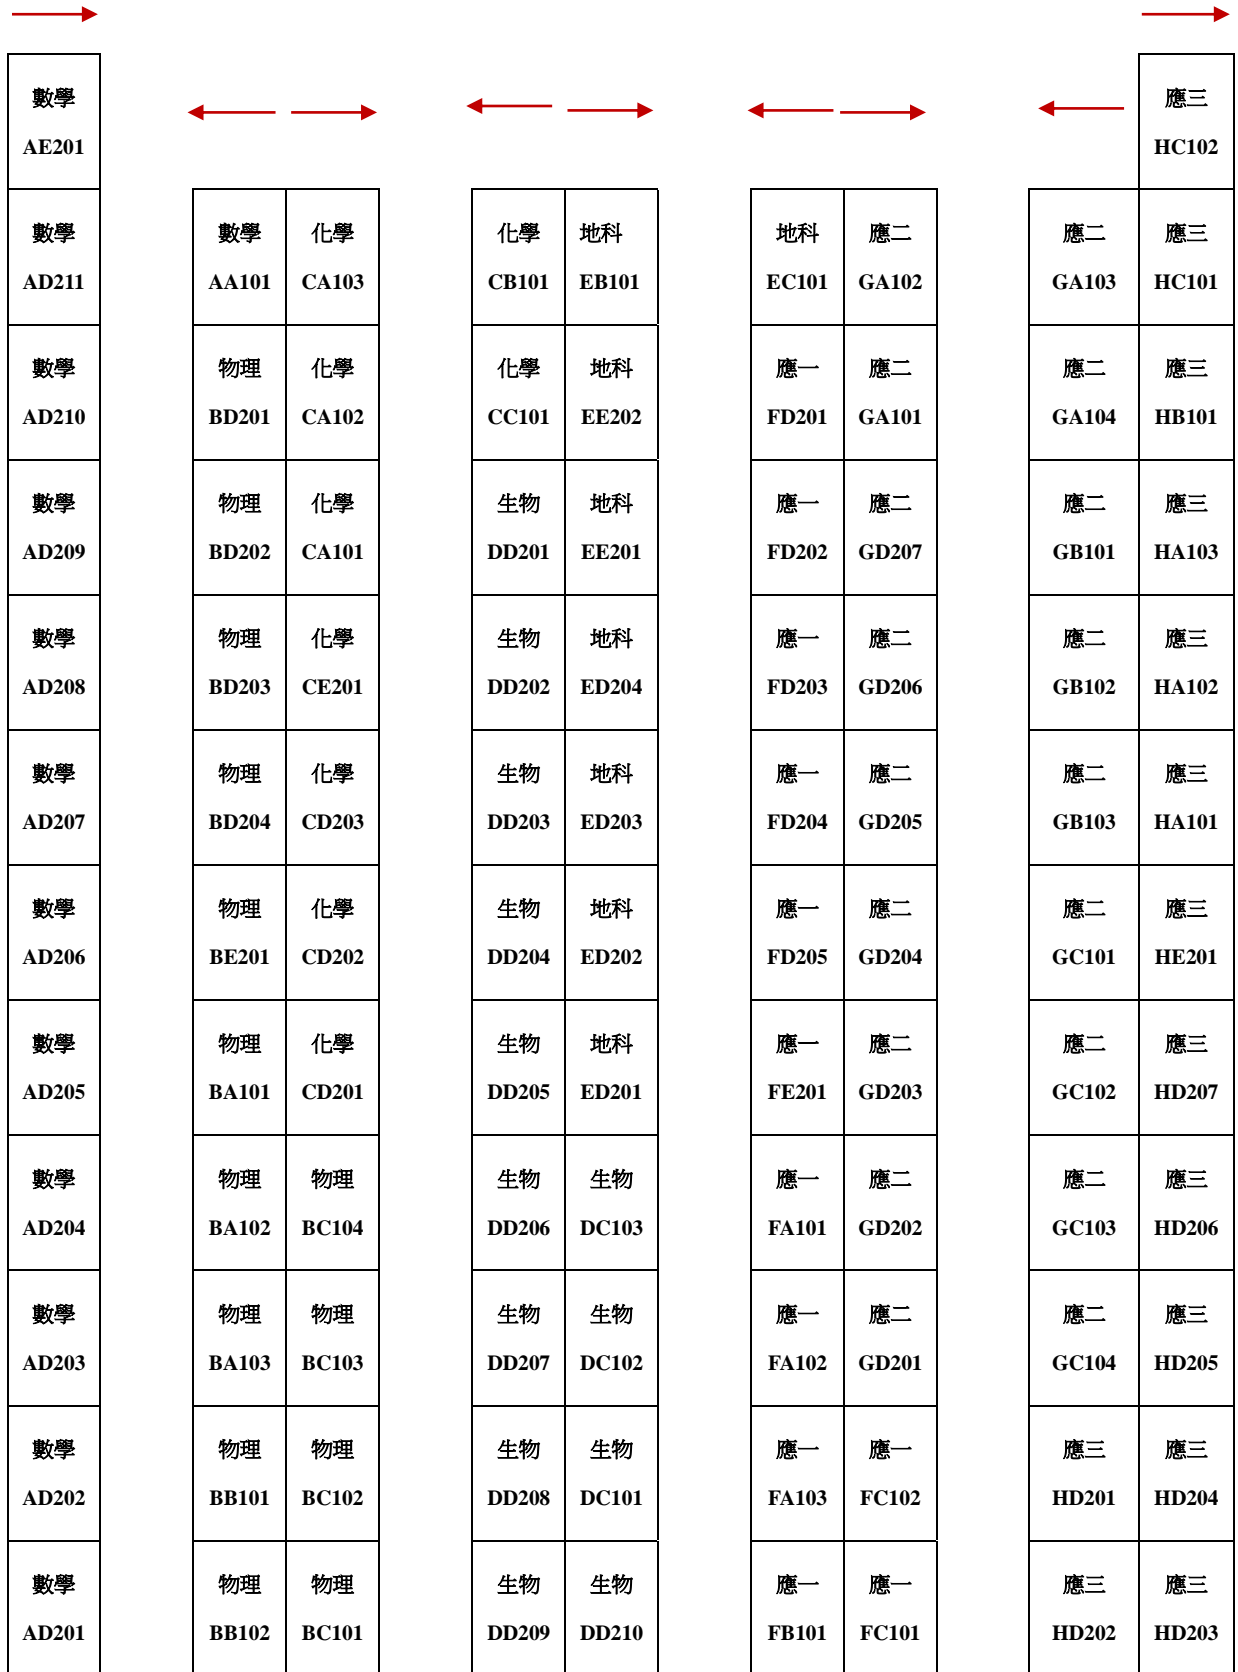 數學
AE201
應三
HC102
數學 數學 化學 化學 地科 地科 應二 應二 應三
AD211 AA101 CA103 CB101 EB101 EC101 GA102 GA103 HC101
數學 物理 化學 化學 地科 應一 應二 應二 應三
AD210 BD201 CA102 CC101 EE202 FD201 GA101 GA104 HB101
數學 物理 化學 生物 地科 應一 應二 應二 應三
AD209 BD202 CA101 DD201 EE201 FD202 GD207 GB101 HA103
數學 物理 化學 生物 地科 應一 應二 應二 應三
AD208 BD203 CE201 DD202 ED204 FD203 GD206 GB102 HA102
數學 物理 化學 生物 地科 應一 應二 應二 應三
AD207 BD204 CD203 DD203 ED203 FD204 GD205 GB103 HA101
數學 物理 化學 生物 地科 應一 應二 應二 應三
AD206 BE201 CD202 DD204 ED202 FD205 GD204 GC101 HE201
數學 物理 化學 生物 地科 應一 應二 應二 應三
AD205 BA101 CD201 DD205 ED201 FE201 GD203 GC102 HD207
數學 物理 物理 生物 生物 應一 應二 應二 應三
AD204 BA102 BC104 DD206 DC103 FA101 GD202 GC103 HD206
數學 物理 物理 生物 生物 應一 應二 應二 應三
AD203 BA103 BC103 DD207 DC102 FA102 GD201 GC104 HD205
數學 物理 物理 生物 生物 應一 應一 應三 應三
AD202 BB101 BC102 DD208 DC101 FA103 FC102 HD201 HD204
數學 物理 物理 生物 生物 應一 應一 應三 應三
AD201 BB102 BC101 DD209 DD210 FB101 FC101 HD202 HD203